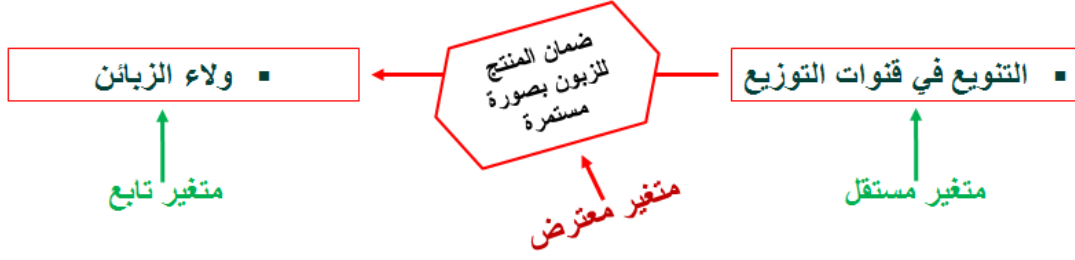 ضمان المنتج
للزبون بصورة
مستمرة
▪ التنويع في قنوات التوزيع
▪ ولاء الزبائن
متغير مستقل
متغير معترض
متغير تابع